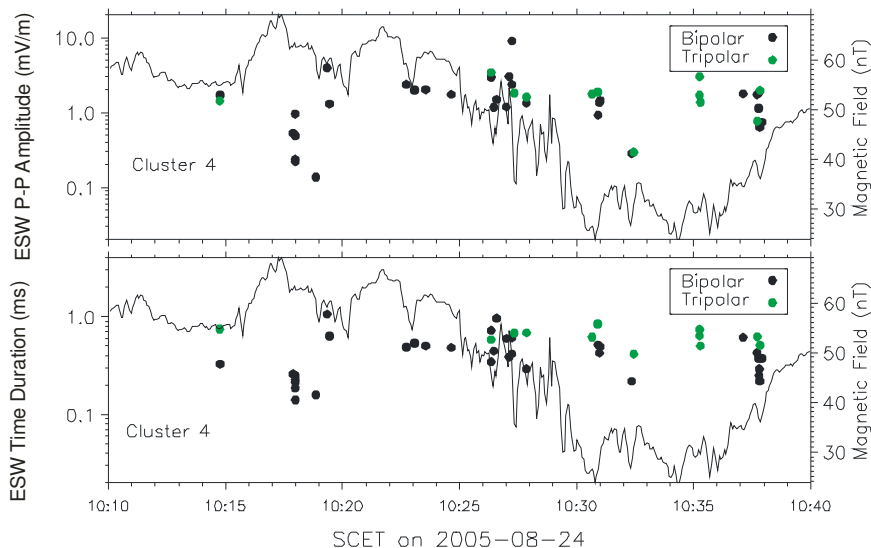 ESW P-P Amplitude (mV/m)
10.0
1.0
0.1
Cluster 4
Bipolar
Tripolar
60
50
40
30
Magnetic Field (nT)
ESW Time Duration (ms)
1.0
0.1
Cluster 4
Bipolar
Tripolar
60
50
40
30
Magnetic Field (nT)
10:10 10:15 10:20 10:25 10:30 10:35 10:40
SCET on 2005-08-24